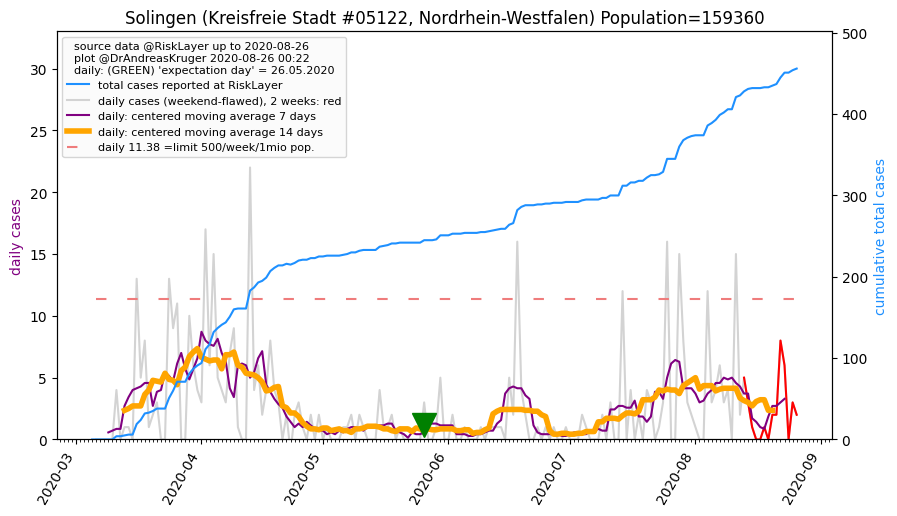 Solingen (Kreisfreie Stadt #05122, Nordrhein-Westfalen) Population=159360
source data @RiskLayer up to 2020-08-26
plot @DrAndreasKruger 2020-08-26 00:22
daily: (GREEN) 'expectation day' = 26.05.2020
total cases reported at RiskLayer
daily cases (weekend-flawed), 2 weeks: red
daily: centered moving average 7 days
daily: centered moving average 14 days
daily 11.38 =limit 500/week/1mio pop.
daily cases
30
25
20
15
10
5
0
cumulative total cases
500
400
300
200
100
0
2020-03
2020-04
2020-05
2020-06
2020-07
2020-08
2020-09